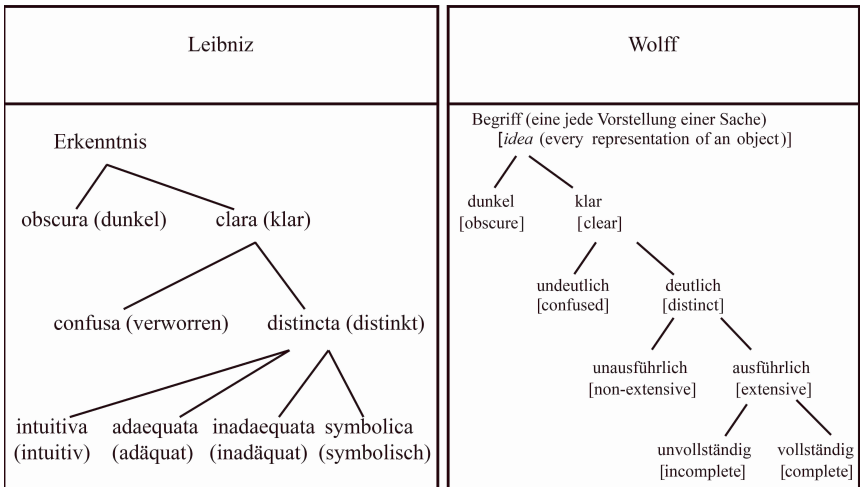 Leibniz
Erkenntnis
obscura (dunkel)
clara (klar)
confusa (verworren)
distincta (distinkt)
intuitiva
(intuitiv)
adaequata
(adäquat)
inadaequata
(inadäquat)
symbolica
(symbolisch)
Wolff
Begriff (eine jede Vorstellung einer Sache)
[idea (every representation of an object)]
dunkel
[obscure]
klar
[clear]
undeutlich
[confused]
deutlich
[distinct]
unausführlich
[non-extensive]
ausführlich
[extensive]
unvollständig
[incomplete]
vollständig
[complete]